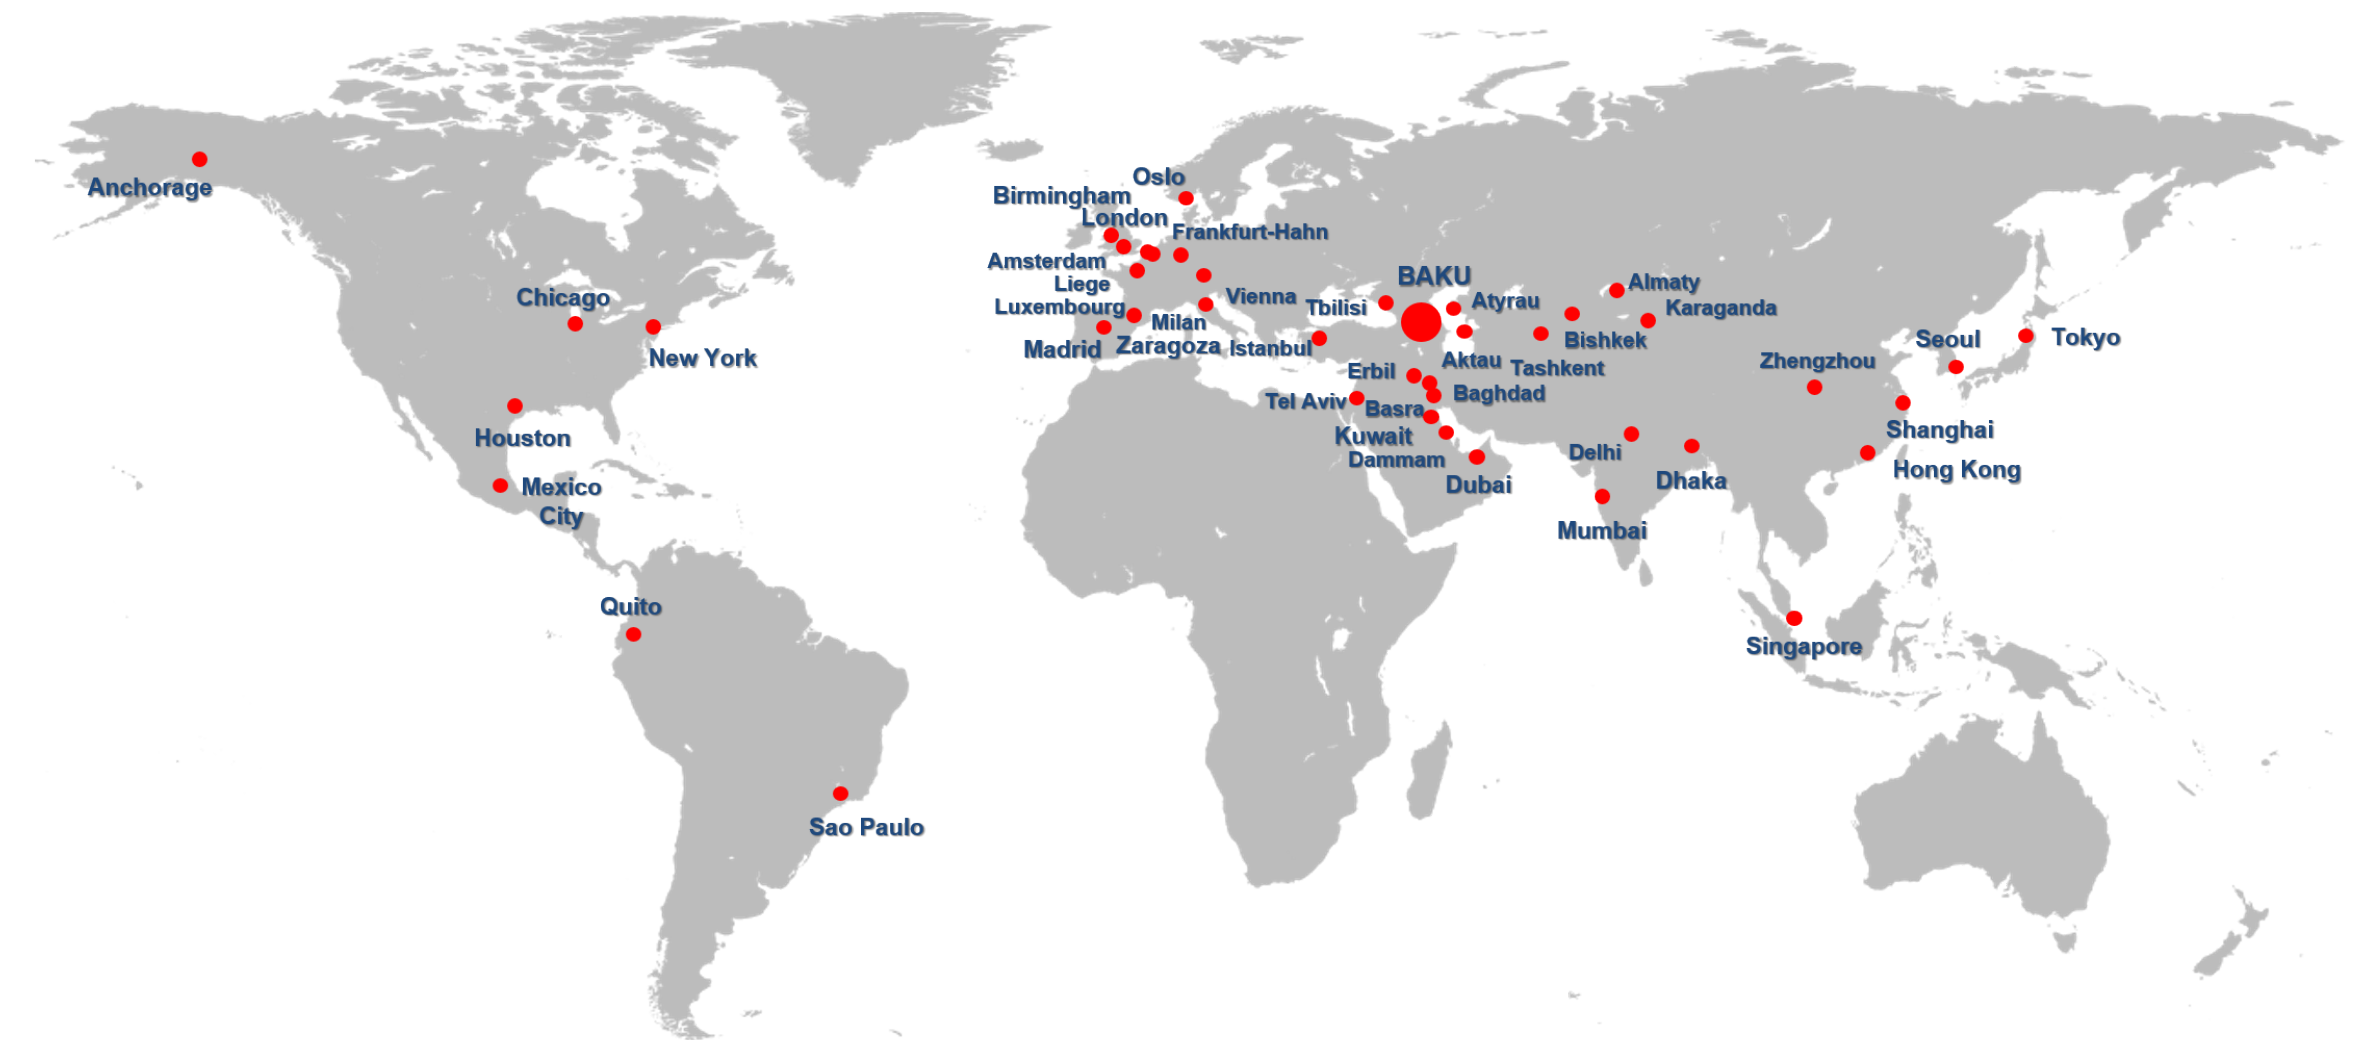 Anchorage
Chicago
New York
Houston
Mexico
City
Quito
Sao Paulo
Oslo
Birmingham
London
Frankfurt-Hahn
Amsterdam
Liege
Luxembourg
Vienna
Milan
Madrid
Zaragoza
Istanbul
Tbilisi
BAKU
Atyrau
Almaty
Karaganda
Bishkek
Aktau
Tashkent
Erbil
Baghdad
Tel Aviv
Basra
Kuwait
Dammam
Dubai
Delhi
Dhaka
Mumbai
Zhengzhou
Seoul
Tokyo
Shanghai
Hong Kong
Singapore